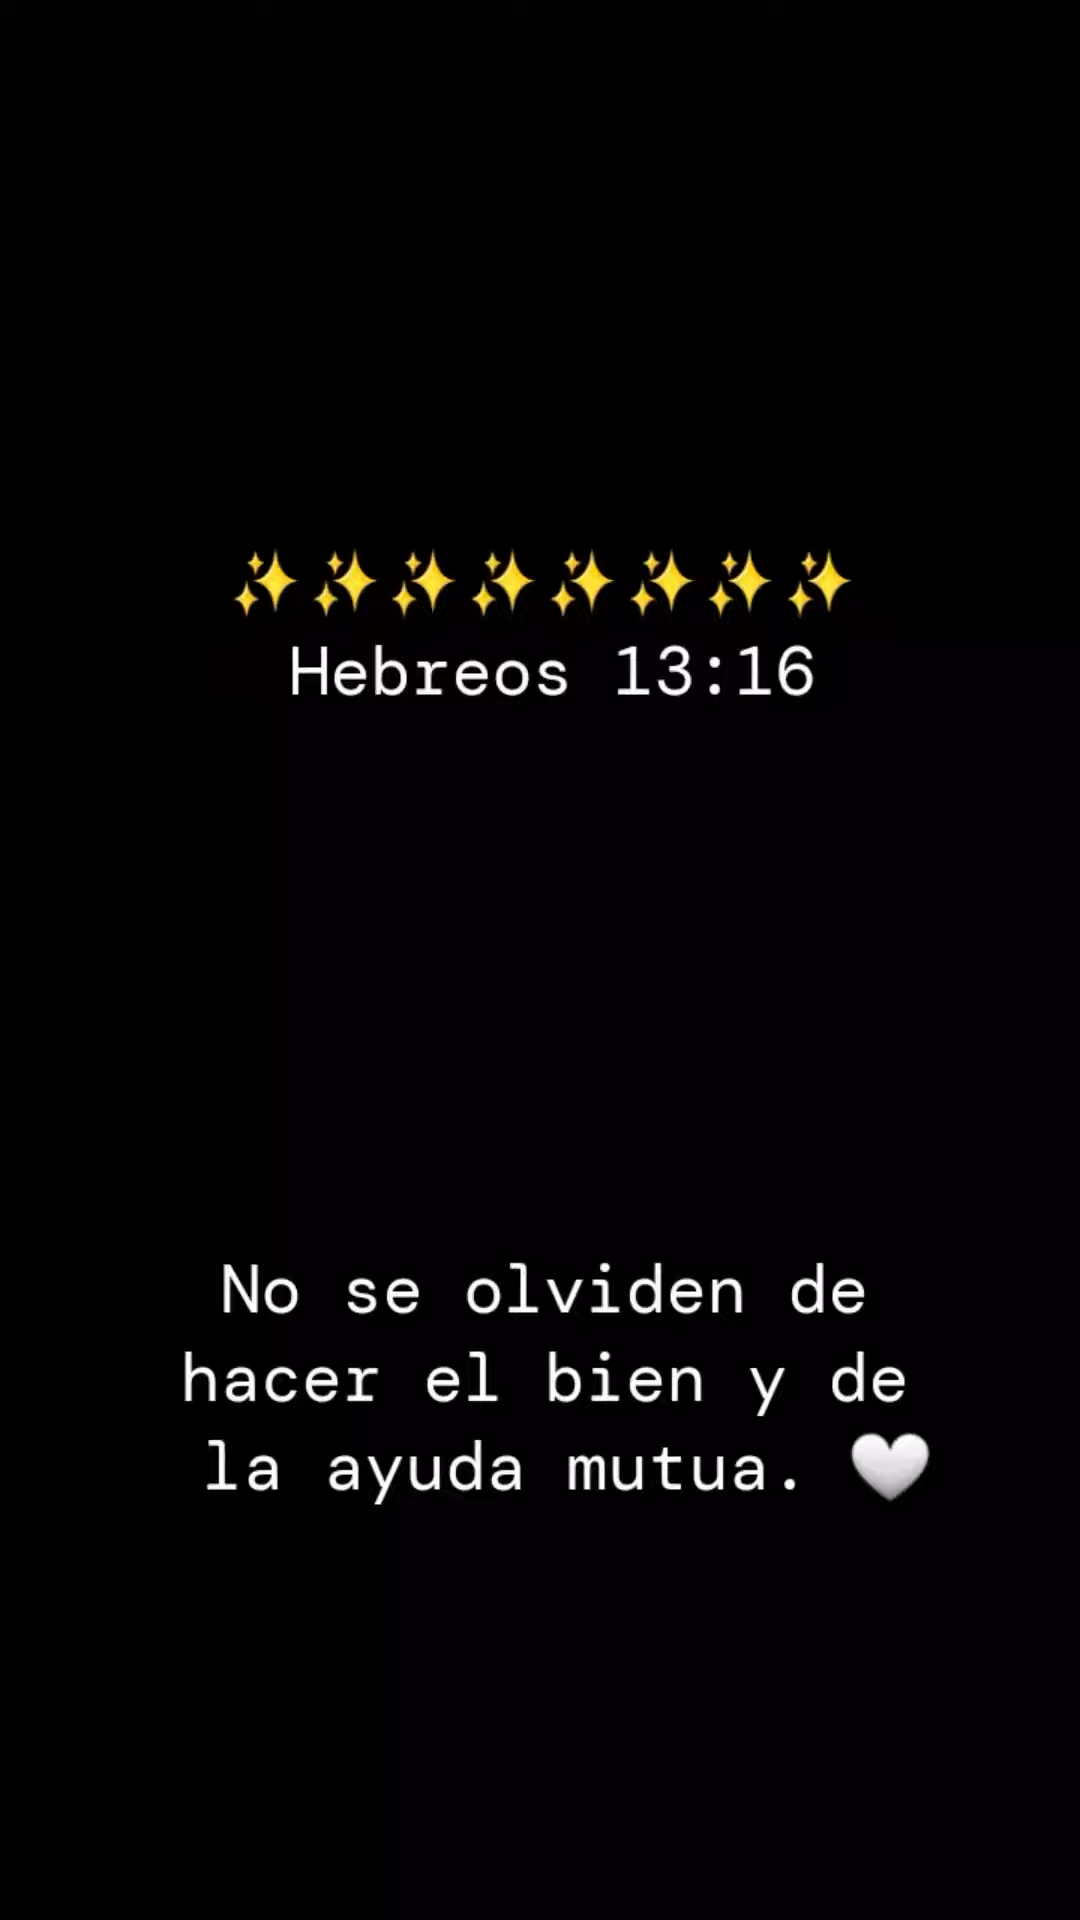 ✨✨✨✨✨✨✨✨
Hebreos 13:16
No se olviden de
hacer el bien y de
la ayuda mutua. 🤍